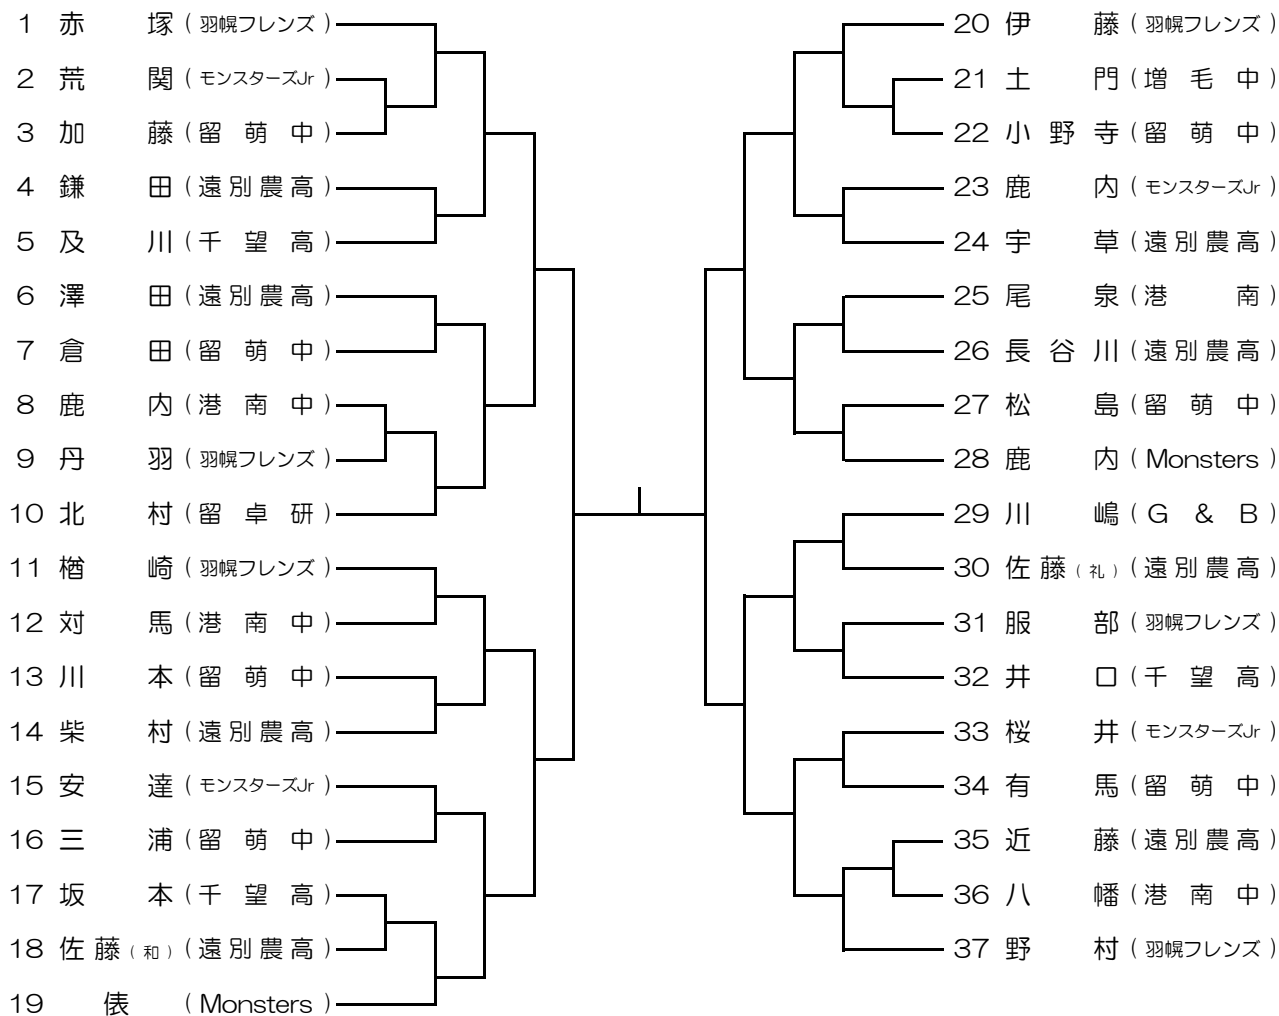 1 赤塚(羽幌フレンズ)
2 荒関(モンスターズJr)
3 加藤(留萌中)
4 鎌田(遠別農高)
5 及川(千望高)
6 澤田(遠別農高)
7 倉田(留萌中)
8 鹿内(港南中)
9 丹羽(羽幌フレンズ)
10 北村(留卓研)
11 楢崎(羽幌フレンズ)
12 対馬(港南中)
13 川本(留萌中)
14 柴村(遠別農高)
15 安達(モンスターズJr)
16 三浦(留萌中)
17 坂本(千望高)
18 佐藤(和)(遠別農高)
19 俵(Monsters)
20 伊藤(羽幌フレンズ)
21 土門(増毛中)
22 小野寺(留萌中)
23 鹿内(モンスターズJr)
24 宇草(遠別農高)
25 尾泉(港南)
26 長谷川(遠別農高)
27 松島(留萌中)
28 鹿内(Monsters)
29 川嶋(G & B)
30 佐藤(礼)(遠別農高)
31 服部(羽幌フレンズ)
32 井口(千望高)
33 桜井(モンスターズJr)
34 有馬(留萌中)
35 近藤(遠別農高)
36 八幡(港南中)
37 野村(羽幌フレンズ)